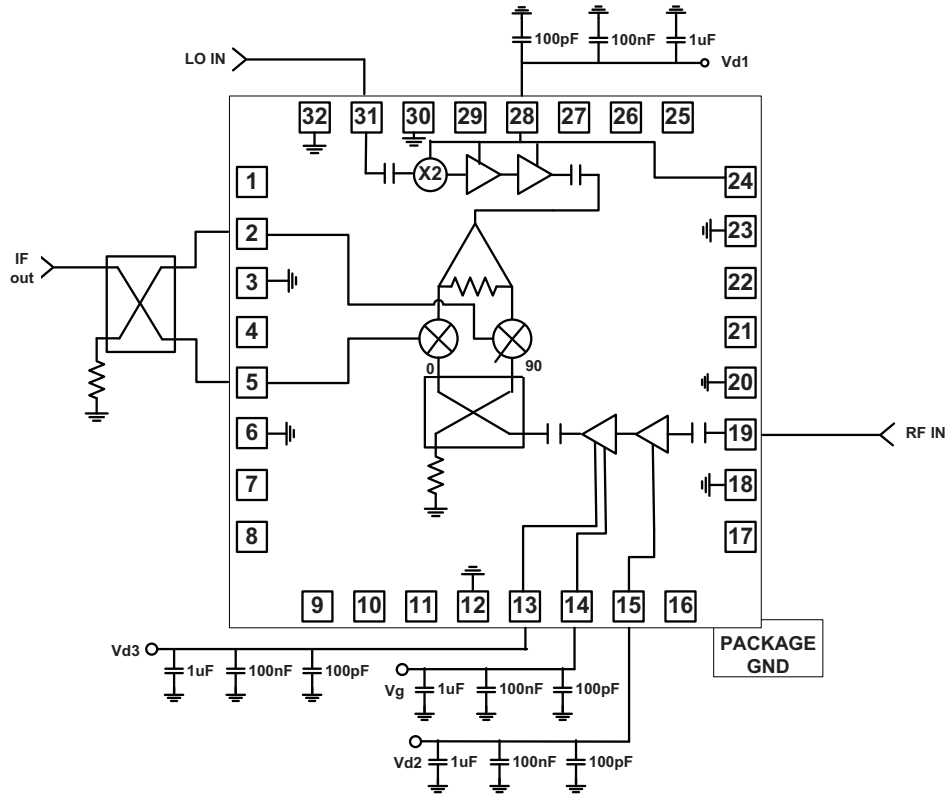 100pF
100nF
1uF
LO IN
Vd1
32
31
30
29
28
27
26
25
1
X2
24
2
23
IF
out
3
22
4
21
5
0
90
20
6
19
RF IN
7
18
8
17
9
10
11
12
13
14
15
16
PACKAGE
GND
Vd3
1uF
100nF
100pF
Vg
1uF
100nF
100pF
Vd2
1uF
100nF
100pF